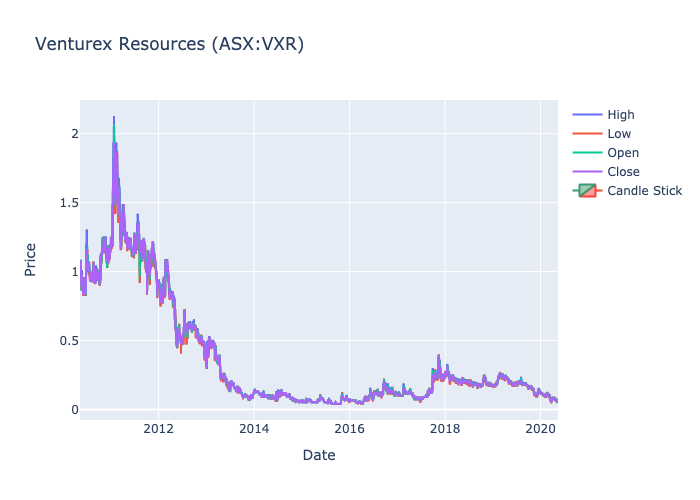 Venturex Resources (ASX:VXR)
High
Low
Open
Close
Candle Stick
2
1.5
1
0.5
0
Price
2012
2014
2016
2018
2020
Date